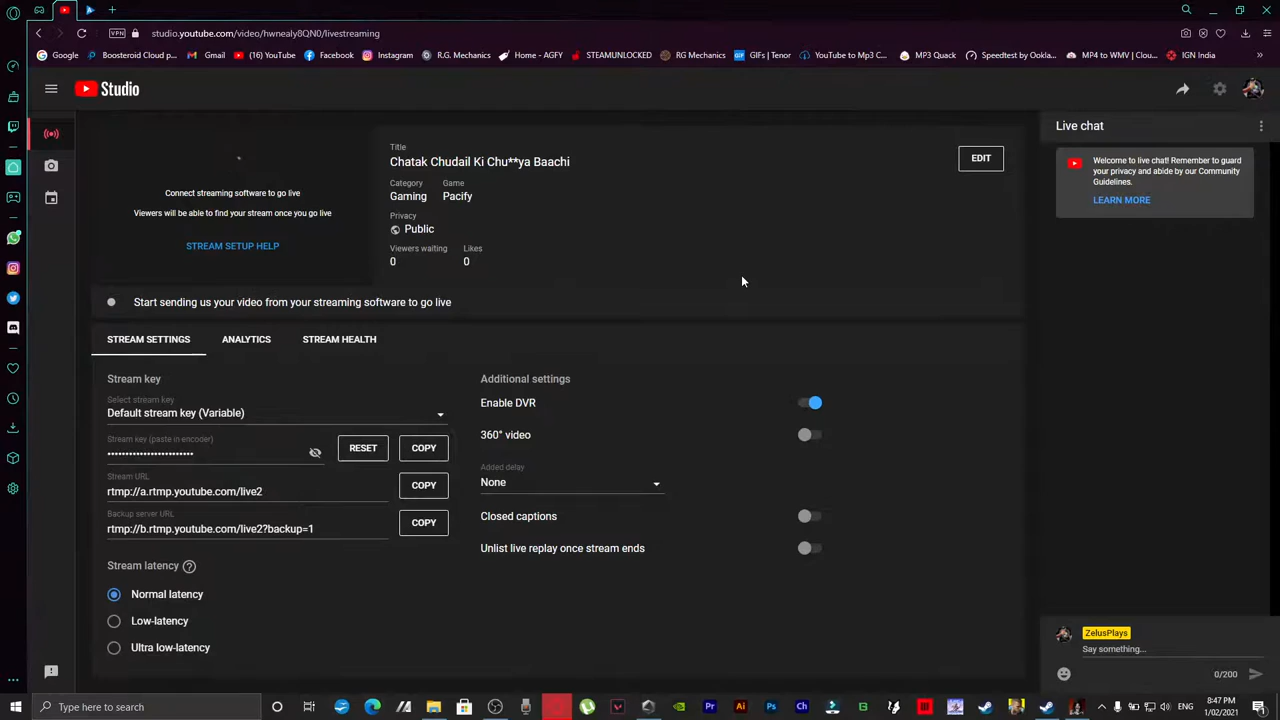 studio.youtube.com/video/hwnealy8QN0/livestreaming
VPN
Google
Boosteroid Cloud p...
Gmail
(16) YouTube
Facebook
Instagram
R.G. Mechanics
Home - AGFY
STEAMUNLOCKED
RG Mechanics
GIFs | Tenor
YouTube to Mp3 C...
MP3 Quack
Speedtest by Ookla...
MP4 to WMV | Clou...
IGN India
Studio
Connect streaming software to go live
Viewers will be able to find your stream once you go live
STREAM SETUP HELP
Title
Chatak Chudail Ki Chu**ya Baachi
EDIT
Category
Game
Gaming
Pacify
Privacy
Public
Viewers waiting
Likes
0
0
Live chat
Welcome to live chat! Remember to guard
your privacy and abide by our Community
Guidelines.
LEARN MORE
Start sending us your video from your streaming software to go live
STREAM SETTINGS
ANALYTICS
STREAM HEALTH
Stream key
Select stream key
Default stream key (Variable)
Stream key (paste in encoder)
••••••••••••••••••••••••
RESET
COPY
Stream URL
rtmp://a.rtmp.youtube.com/live2
COPY
Backup server URL
rtmp://b.rtmp.youtube.com/live2?backup=1
COPY
Stream latency
Normal latency
Low-latency
Ultra low-latency
Additional settings
Enable DVR
360° video
Added delay
None
Closed captions
Unlist live replay once stream ends
ZelusPlays
Say something...
0/200
Type here to search
Pr
Ai
Ps
Ch
8:47 PM
1/02/2021